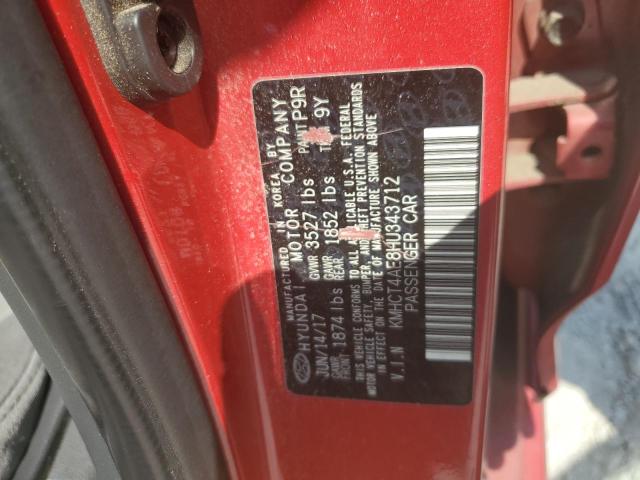 MANUFACTURED IN KOREA BY
HYUNDAI MOTOR COMPANY
JUN/14/17 GVWR 3527 lbs PAINT P9R
GAWR FRONT 1874 lbs GAWR REAR 1852 lbs TRIM 9Y
THIS VEHICLE CONFORMS TO ALL APPLICABLE U.S.A. FEDERAL
MOTOR VEHICLE SAFETY, BUMPER, AND THEFT PREVENTION STANDARDS
IN EFFECT ON THE DATE OF MANUFACTURE SHOWN ABOVE
V.I.N KMHCT4AE8HU343712
PASSENGER CAR